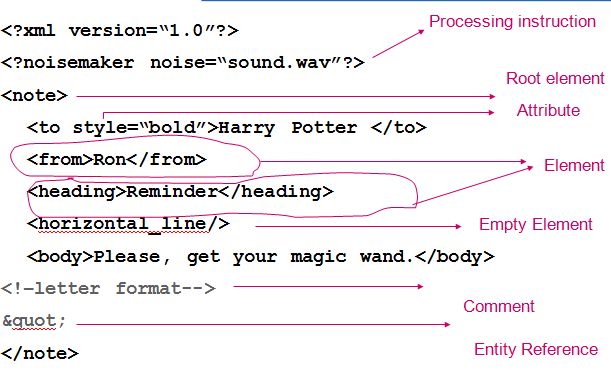 <?xml version=“1.0”?>
Processing instruction
<?noisemaker noise=“sound.wav”?>
<note>
Root element
Attribute
<to style=“bold”>Harry Potter </to>
<from>Ron</from>
Element
<heading>Reminder</heading>
<horizontal_line/>
Empty Element
<body>Please, get your magic wand.</body>
<!–letter format-->
Comment
&quot;
</note>
Entity Reference